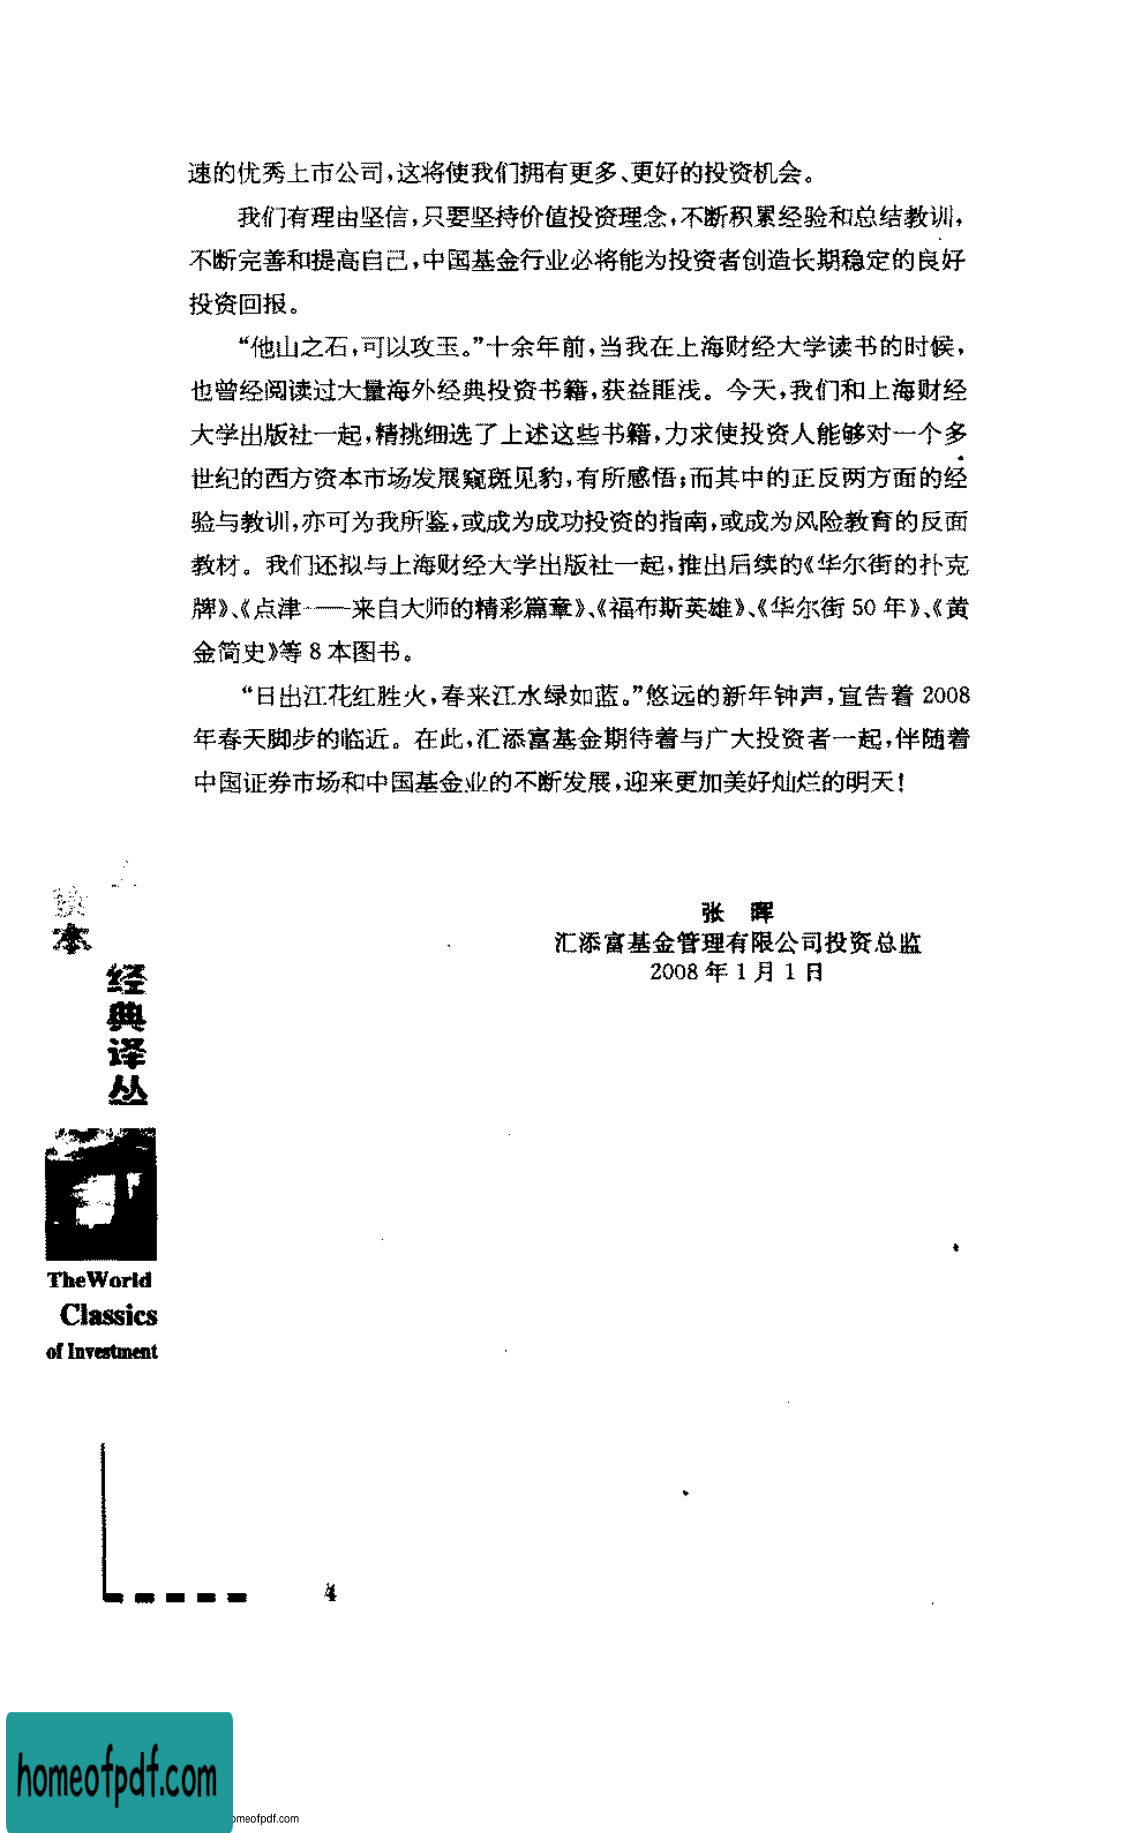 速的优秀上市公司，这将使我们拥有更多、更好的投资机会。
我们有理由坚信，只要坚持价值投资理念，不断积累经验和总结教训，
不断完善和提高自己，中国基金行业必将能为投资者创造长期稳定的良好
投资回报。
“他山之石，可以攻玉。”十余年前，当我在上海财经大学读书的时候，
也曾经阅读过大量海外经典投资书籍，获益匪浅。今天，我们和上海财经
大学出版社一起，精挑细选了上述这些书籍，力求使投资人能够对一个多
世纪的西方资本市场发展窥斑见豹，有所感悟；而其中的正反两方面的经
验与教训，亦可为我所鉴，或成为成功投资的指南，或成为风险教育的反面
教材。我们还拟与上海财经大学出版社一起，推出后续的《华尔街的扑克
牌》、《点津——来自大师的精彩篇章》、《福布斯英雄》、《华尔街 50 年》、《黄
金简史》等 8 本图书。
“日出江花红胜火，春来江水绿如蓝。”悠远的新年钟声，宣告着 2008
年春天脚步的临近。在此，汇添富基金期待着与广大投资者一起，伴随着
中国证券市场和中国基金业的不断发展，迎来更加美好灿烂的明天！
张　晖
汇添富基金管理有限公司投资总监
2008 年 1 月 1 日
本
经
典
译
丛
TheWorld
Classics
of Investment
4
homeofpdf.com
omeofpdf.com